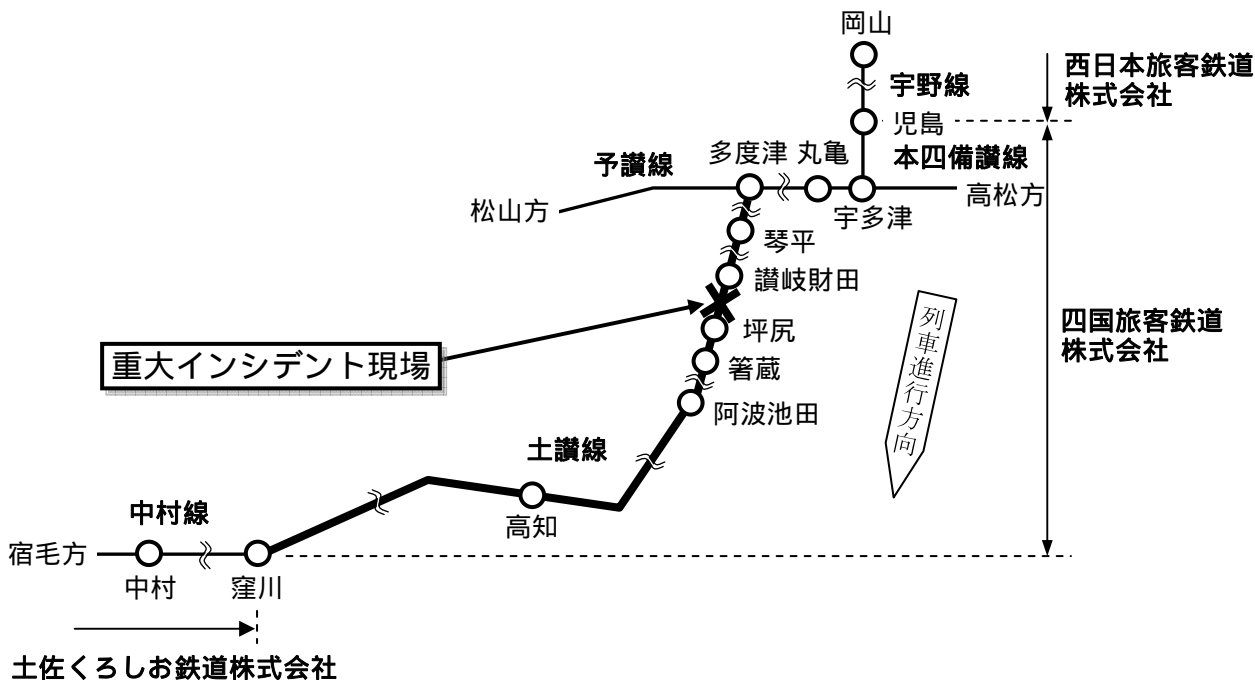 岡山
西日本旅客鉄道
株式会社
宇野線
児島
多度津
丸亀
本四備讃線
予讃線
松山方
高松方
宇多津
琴平
讃岐財田
坪尻
箸蔵
阿波池田
重大インシデント現場
列車進行方向
四国旅客鉄道
株式会社
土讃線
高知
中村線
宿毛方
中村
窪川
土佐くろしお鉄道株式会社